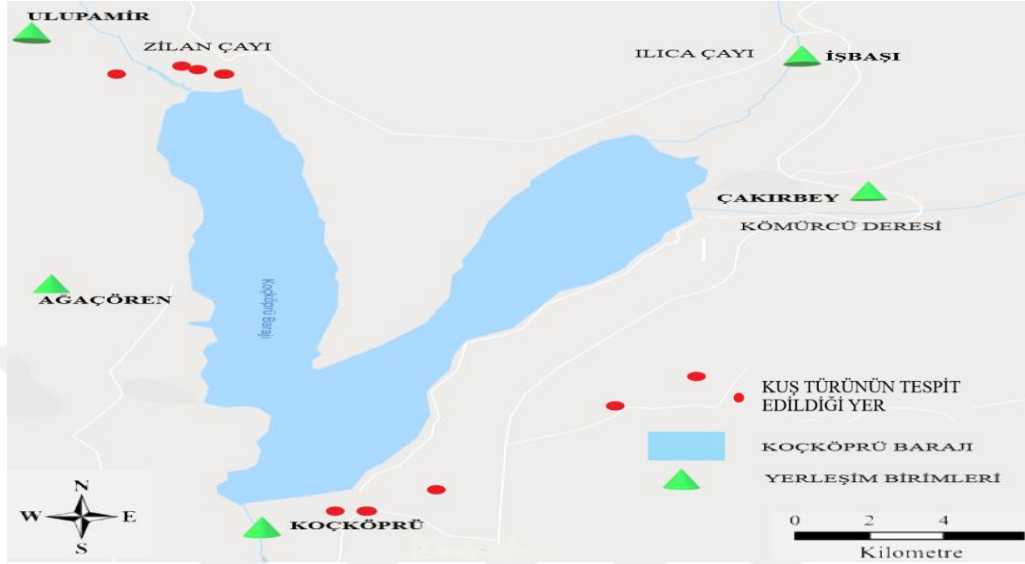 ULUPAMİR
ZİLAN ÇAYI
ILICA ÇAYI
İŞBAŞI
ÇAKIRBEY
KÖMÜRCÜ DERESİ
AĞAÇÖREN
Koçköprü Barajı
KUŞ TÜRÜNÜN TESPİT
EDİLDİĞİ YER
KOÇKÖPRÜ BARAJI
YERLEŞİM BİRİMLERİ
KOÇKÖPRÜ
N
W E
S
0 2 4
Kilometre